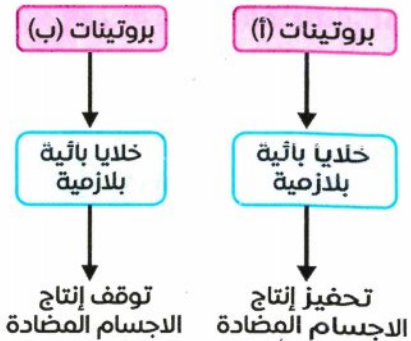 بروتينات (أ)
خلايا بائية
بلازمية
تحفيز إنتاج
الاجسام المضادة
بروتينات (ب)
خلايا بائية
بلازمية
توقف إنتاج
الاجسام المضادة